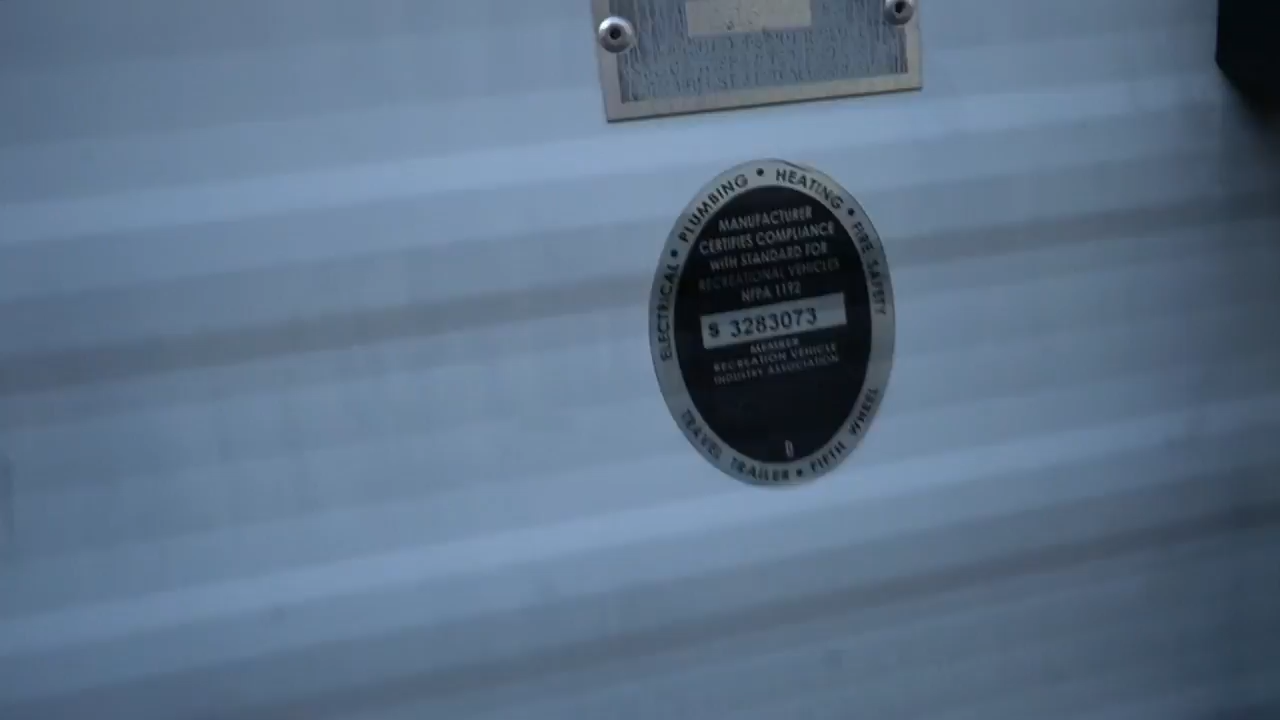 ELECTRICAL • PLUMBING • HEATING • FIRE SAFETY
MANUFACTURER
CERTIFIES COMPLIANCE
WITH STANDARD FOR
RECREATIONAL VEHICLES
NFPA 1192
S 3283073
MEMBER
RECREATION VEHICLE
INDUSTRY ASSOCIATION
TRAVEL TRAILER • FIFTH WHEEL